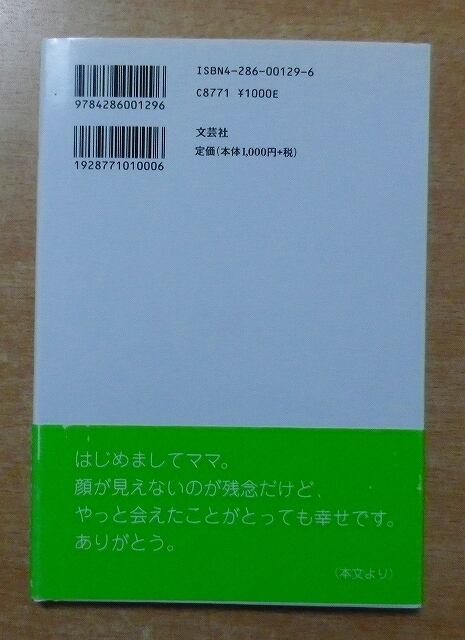 ISBN4-286-00129-6
C8771 ¥1000E
9784286001296
文芸社
定価(本体1,000円+税)
1928771010006
はじめましてママ。
顔が見えないのが残念だけど、
やっと会えたことがとっても幸せです。
ありがとう。
(本文より)